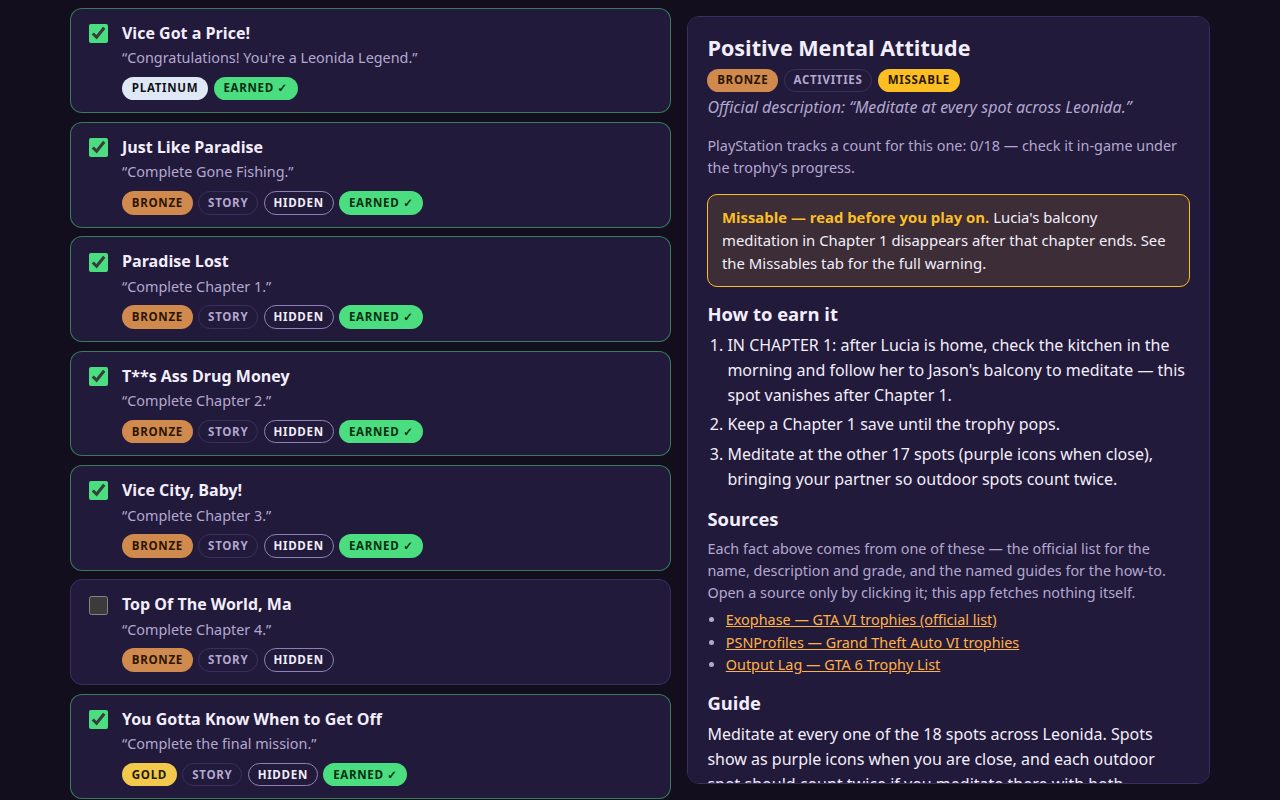 Vice Got a Price!
“Congratulations! You're a Leonida Legend.”
PLATINUM EARNED ✓
Just Like Paradise
“Complete Gone Fishing.”
BRONZE STORY HIDDEN EARNED ✓
Paradise Lost
“Complete Chapter 1.”
BRONZE STORY HIDDEN EARNED ✓
T**s Ass Drug Money
“Complete Chapter 2.”
BRONZE STORY HIDDEN EARNED ✓
Vice City, Baby!
“Complete Chapter 3.”
BRONZE STORY HIDDEN EARNED ✓
Top Of The World, Ma
“Complete Chapter 4.”
BRONZE STORY HIDDEN
You Gotta Know When to Get Off
“Complete the final mission.”
GOLD STORY HIDDEN EARNED ✓
Positive Mental Attitude
BRONZE ACTIVITIES MISSABLE
Official description: “Meditate at every spot across Leonida.”
PlayStation tracks a count for this one: 0/18 — check it in-game under
the trophy’s progress.
Missable — read before you play on. Lucia's balcony
meditation in Chapter 1 disappears after that chapter ends. See
the Missables tab for the full warning.
How to earn it
1. IN CHAPTER 1: after Lucia is home, check the kitchen in the
morning and follow her to Jason's balcony to meditate — this
spot vanishes after Chapter 1.
2. Keep a Chapter 1 save until the trophy pops.
3. Meditate at the other 17 spots (purple icons when close),
bringing your partner so outdoor spots count twice.
Sources
Each fact above comes from one of these — the official list for the
name, description and grade, and the named guides for the how-to.
Open a source only by clicking it; this app fetches nothing itself.
• Exophase — GTA VI trophies (official list)
• PSNProfiles — Grand Theft Auto VI trophies
• Output Lag — GTA 6 Trophy List
Guide
Meditate at every one of the 18 spots across Leonida. Spots
show as purple icons when you are close, and each outdoor
spot should count twice if you meditate there with both